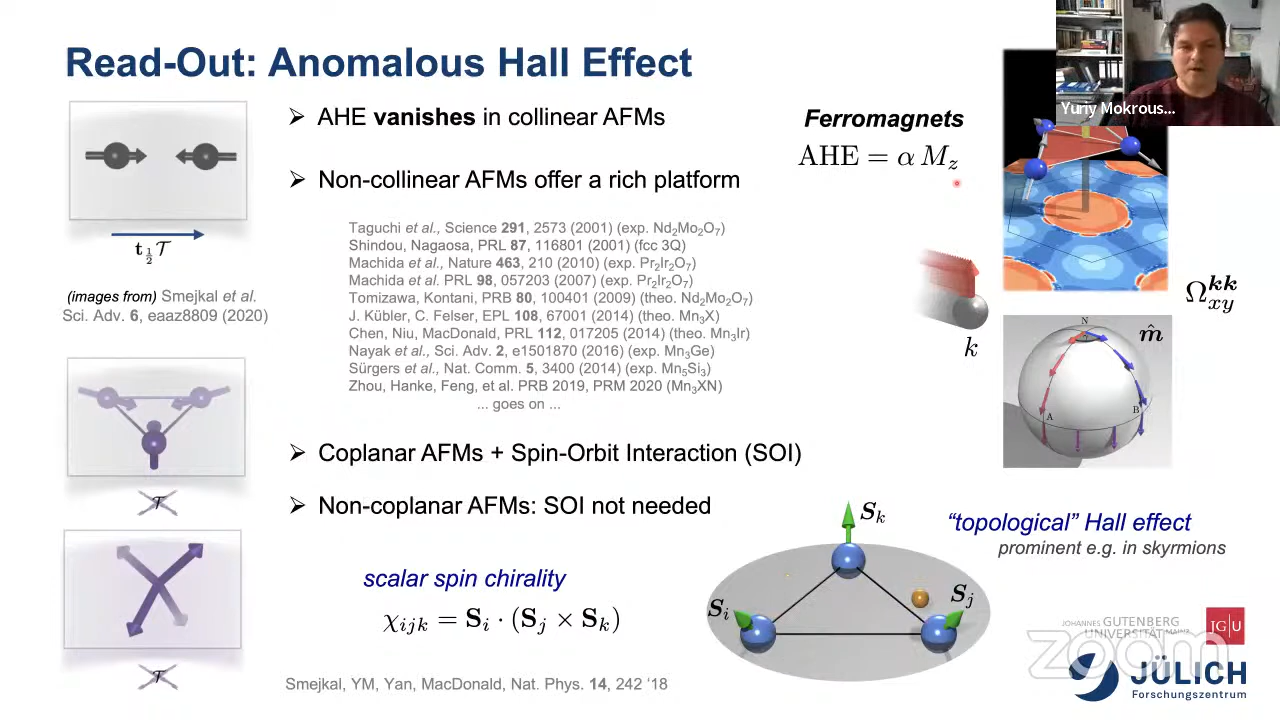 Read-Out: Anomalous Hall Effect
Yuriy Mokrous...
➢ AHE vanishes in collinear AFMs
Ferromagnets
AHE = α M_z
➢ Non-collinear AFMs offer a rich platform
t_{1/2} 𝒯
(images from) Smejkal et al.
Sci. Adv. 6, eaaz8809 (2020)
Taguchi et al., Science 291, 2573 (2001) (exp. Nd₂Mo₂O₇)
Shindou, Nagaosa, PRL 87, 116801 (2001) (fcc 3Q)
Machida et al., Nature 463, 210 (2010) (exp. Pr₂Ir₂O₇)
Machida et al. PRL 98, 057203 (2007) (exp. Pr₂Ir₂O₇)
Tomizawa, Kontani, PRB 80, 100401 (2009) (theo. Nd₂Mo₂O₇)
J. Kübler, C. Felser, EPL 108, 67001 (2014) (theo. Mn₃X)
Chen, Niu, MacDonald, PRL 112, 017205 (2014) (theo. Mn₃Ir)
Nayak et al., Sci. Adv. 2, e1501870 (2016) (exp. Mn₃Ge)
Sürgers et al., Nat. Comm. 5, 3400 (2014) (exp. Mn₅Si₃)
Zhou, Hanke, Feng, et al. PRB 2019, PRM 2020 (Mn₃XN)
... goes on ...
k
Ω_{xy}^{kk}
N
m̂
A
B
➢ Coplanar AFMs + Spin-Orbit Interaction (SOI)
𝒯
➢ Non-coplanar AFMs: SOI not needed
S_k
"topological" Hall effect
prominent e.g. in skyrmions
scalar spin chirality
χ_{ijk} = S_i · (S_j × S_k)
S_i
S_j
𝒯
Smejkal, YM, Yan, MacDonald, Nat. Phys. 14, 242 '18
JOHANNES GUTENBERG
UNIVERSITÄT MAINZ
JG|U
zoom
JÜLICH
Forschungszentrum